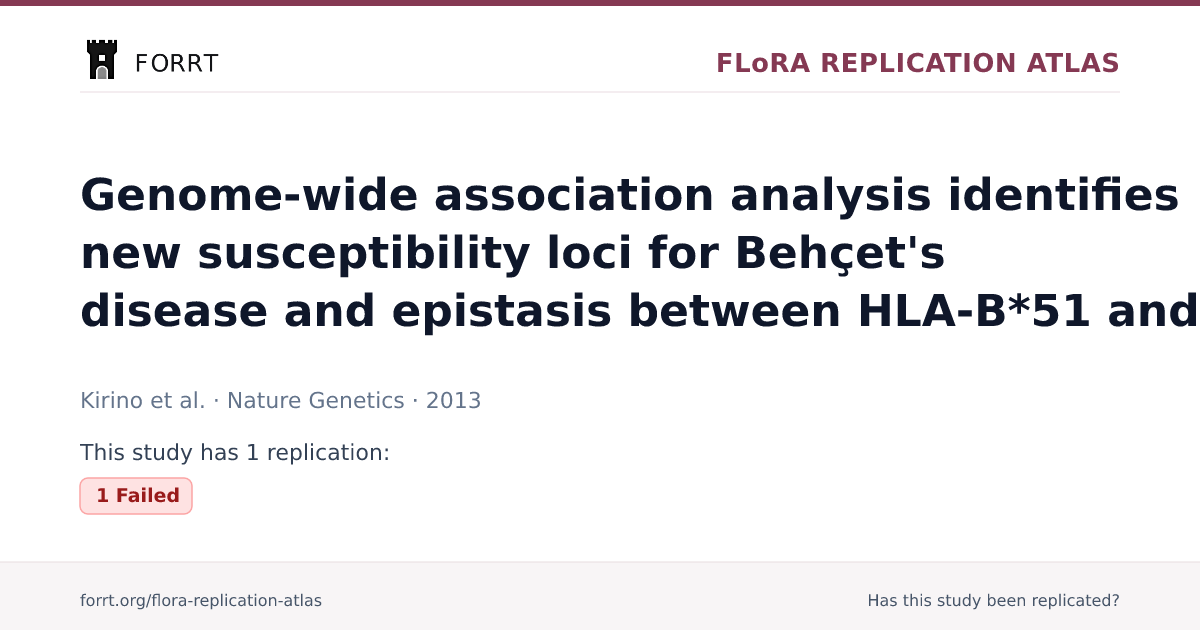 FORRT
FLoRA REPLICATION ATLAS
Genome-wide association analysis identifies
new susceptibility loci for Behçet's
disease and epistasis between HLA-B*51 and
Kirino et al. · Nature Genetics · 2013
This study has 1 replication:
1 Failed
forrt.org/flora-replication-atlas
Has this study been replicated?